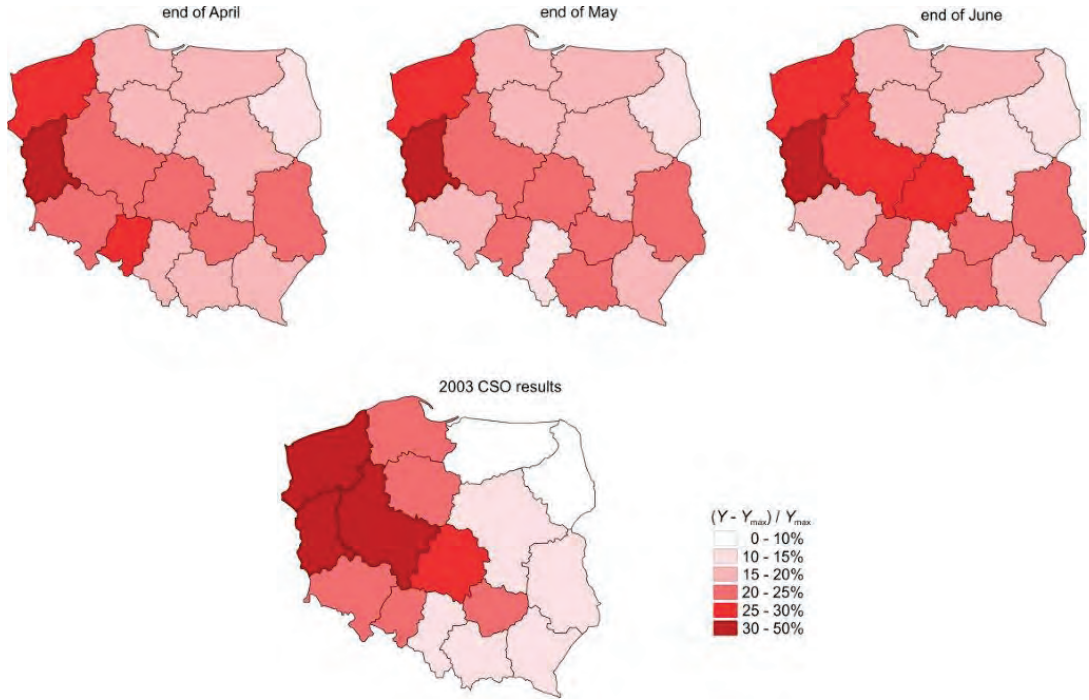 end of April
end of May
end of June
2003 CSO results
(Y - Ymax) / Ymax
0 - 10%
10 - 15%
15 - 20%
20 - 25%
25 - 30%
30 - 50%